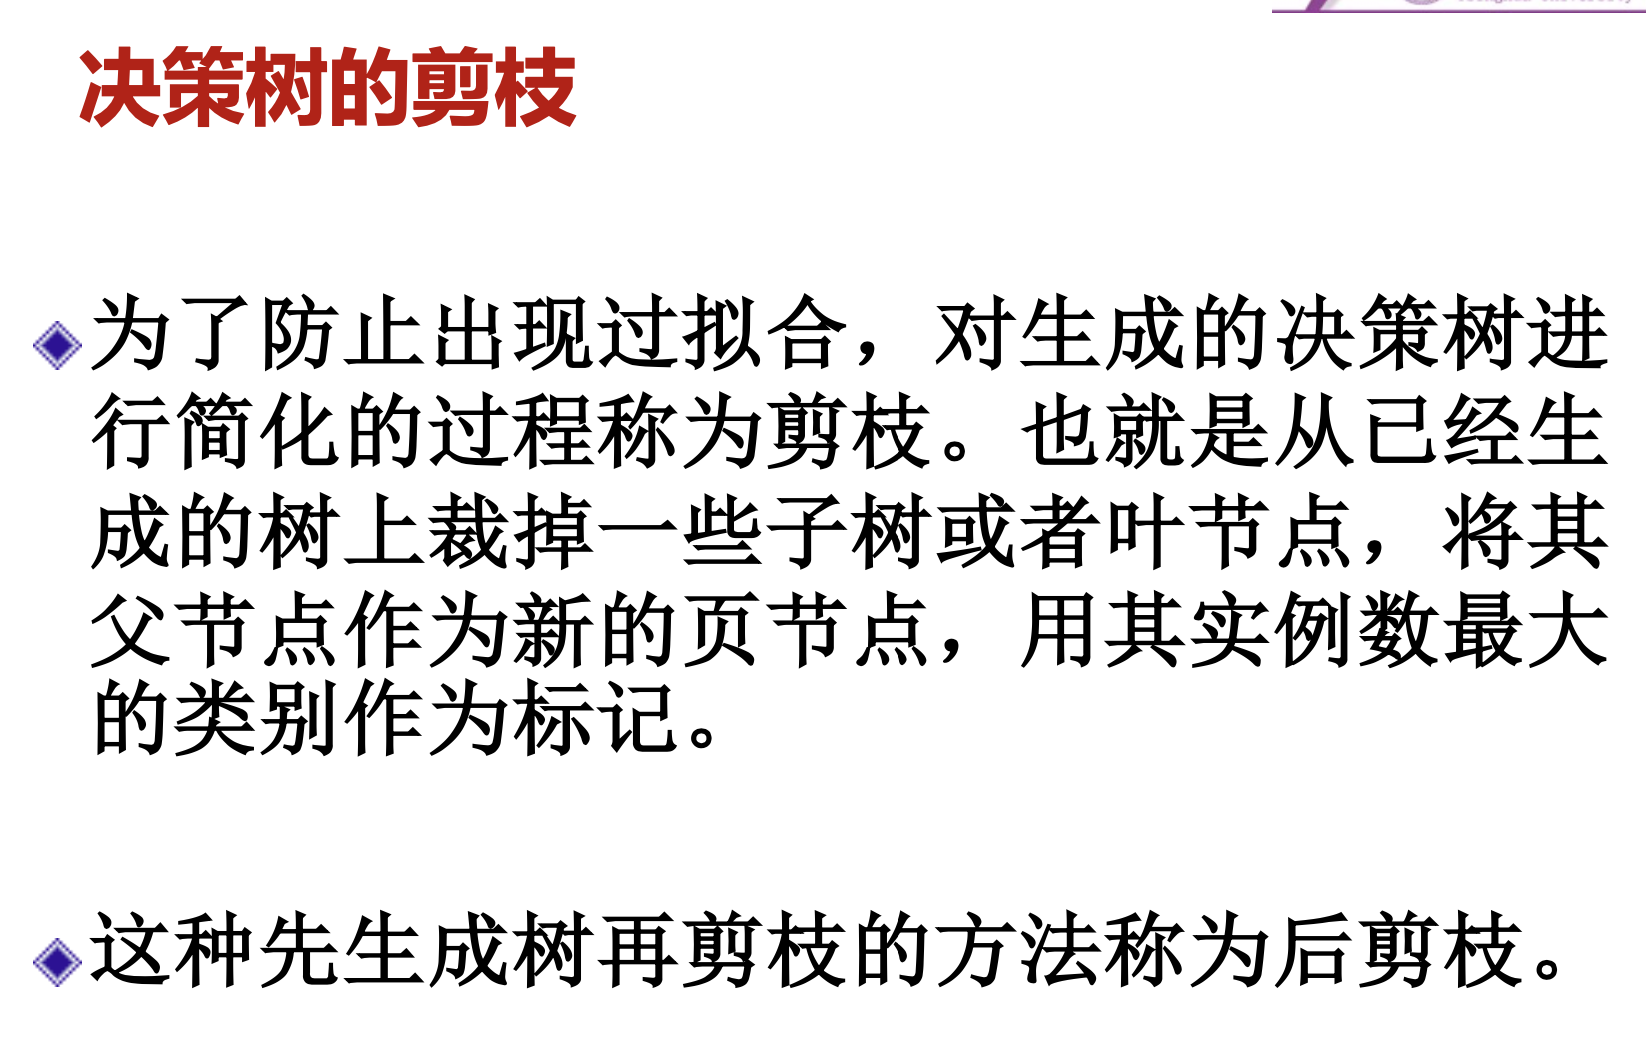 决策树的剪枝
为了防止出现过拟合，对生成的决策树进
行简化的过程称为剪枝。也就是从已经生
成的树上裁掉一些子树或者叶节点，将其
父节点作为新的页节点，用其实例数最大
的类别作为标记。
这种先生成树再剪枝的方法称为后剪枝。